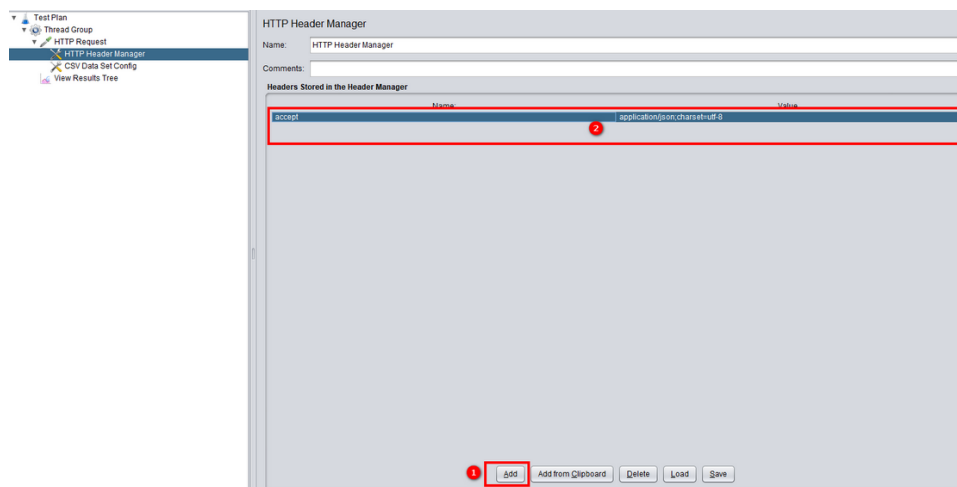 Test Plan
Thread Group
HTTP Request
HTTP Header Manager
CSV Data Set Config
View Results Tree
HTTP Header Manager
Name: HTTP Header Manager
Comments:
Headers Stored in the Header Manager
Name: Value
accept application/json;charset=utf-8
2
1 Add Add from Clipboard Delete Load Save